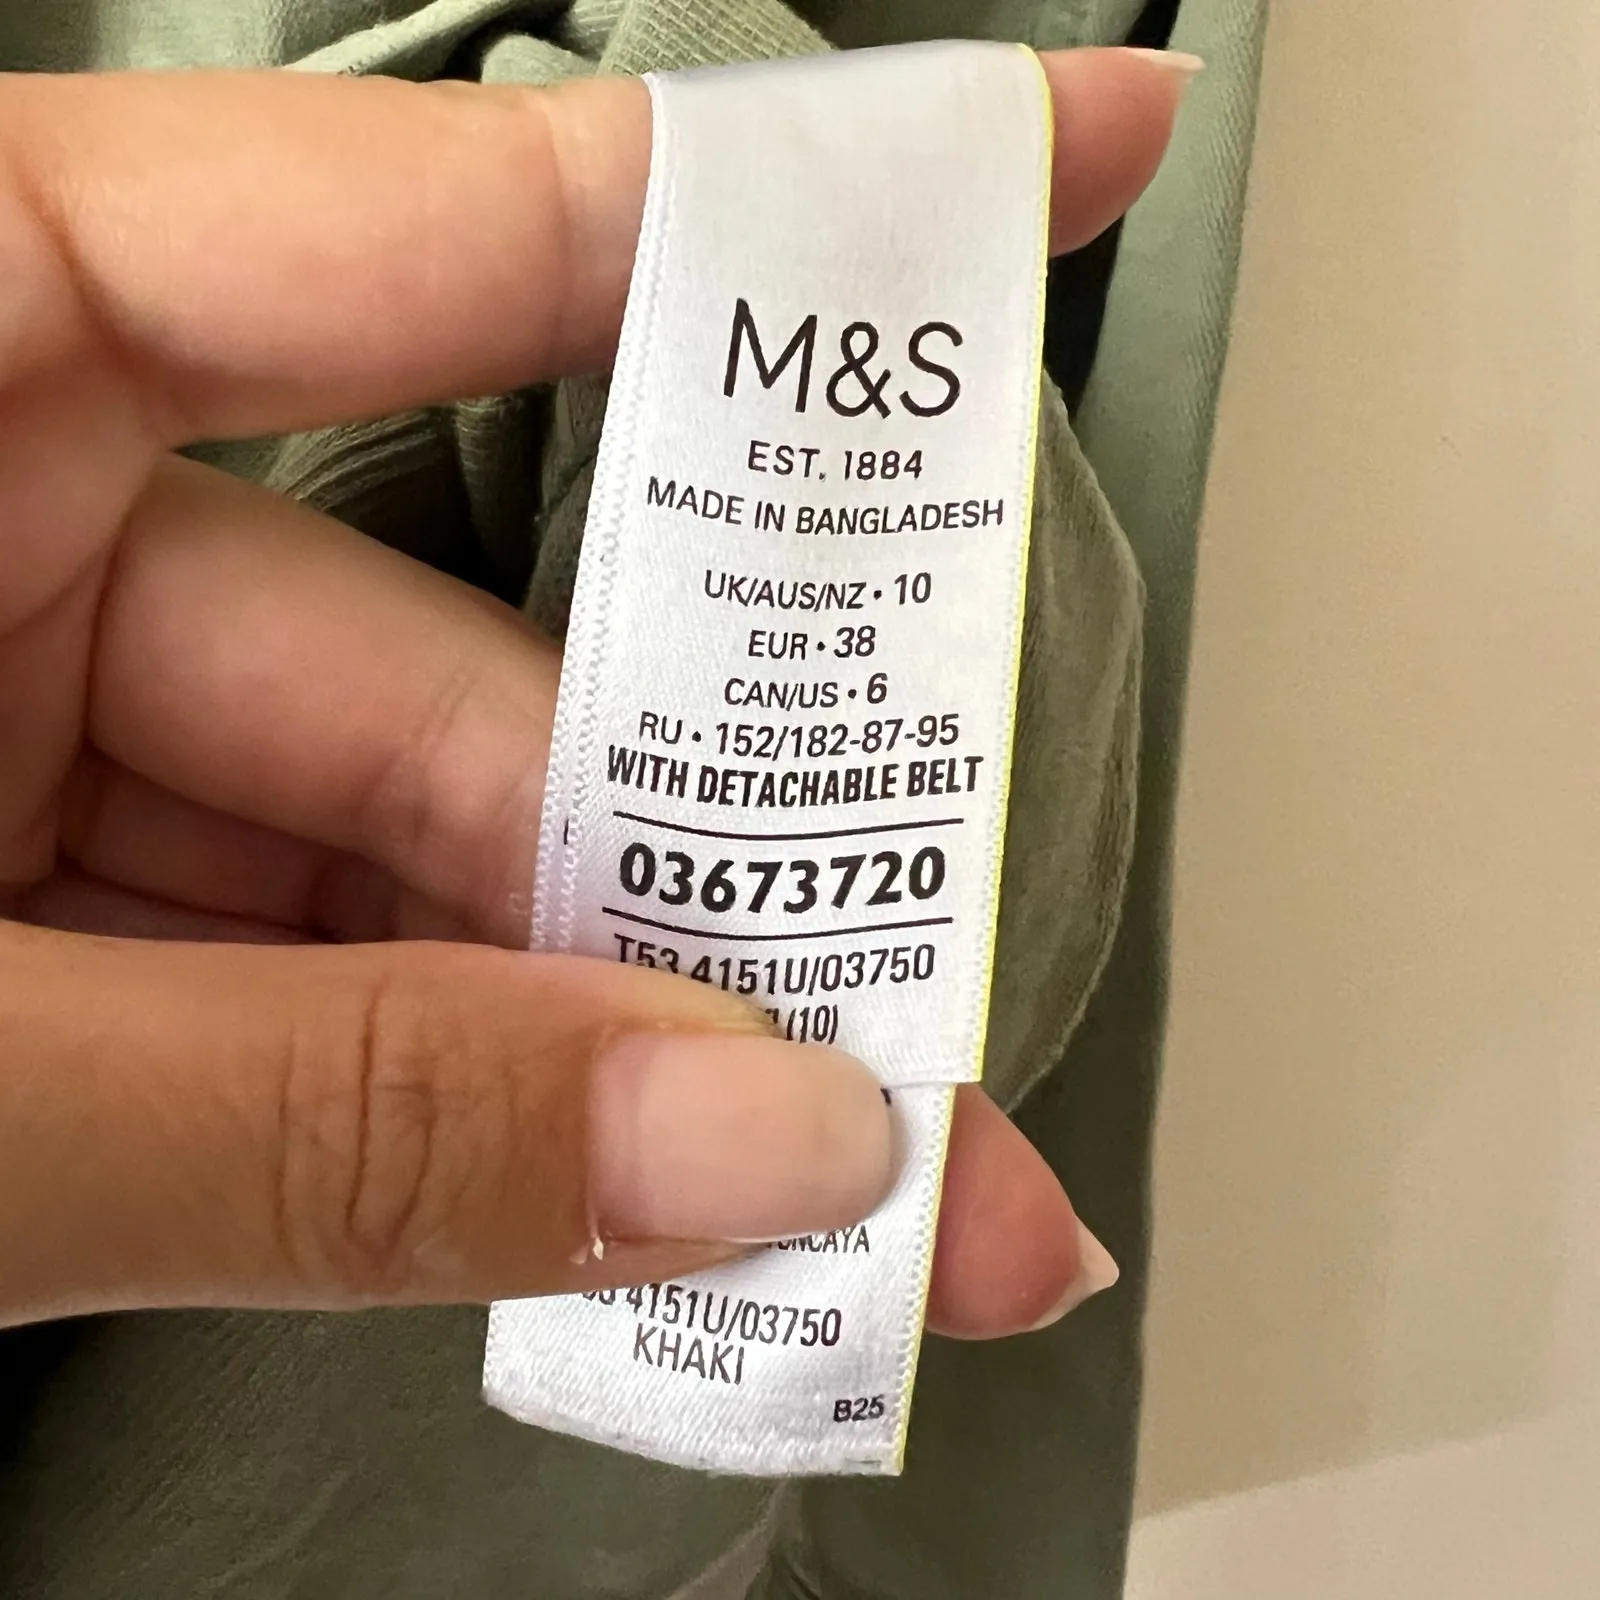 M&S
EST. 1884
MADE IN BANGLADESH
UK/AUS/NZ • 10
EUR • 38
CAN/US • 6
RU • 152/182-87-95
WITH DETACHABLE BELT
03673720
T53 4151U/03750
(10)
4151U/03750
KHAKI
B25